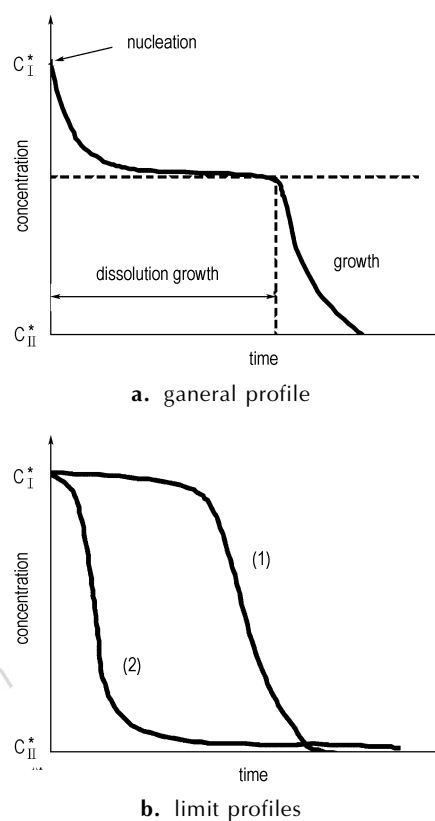 nucleation
C*I
concentration
dissolution growth
growth
C*II
time
a. ganeral profile
C*I
concentration
(1)
(2)
C*II
time
b. limit profiles